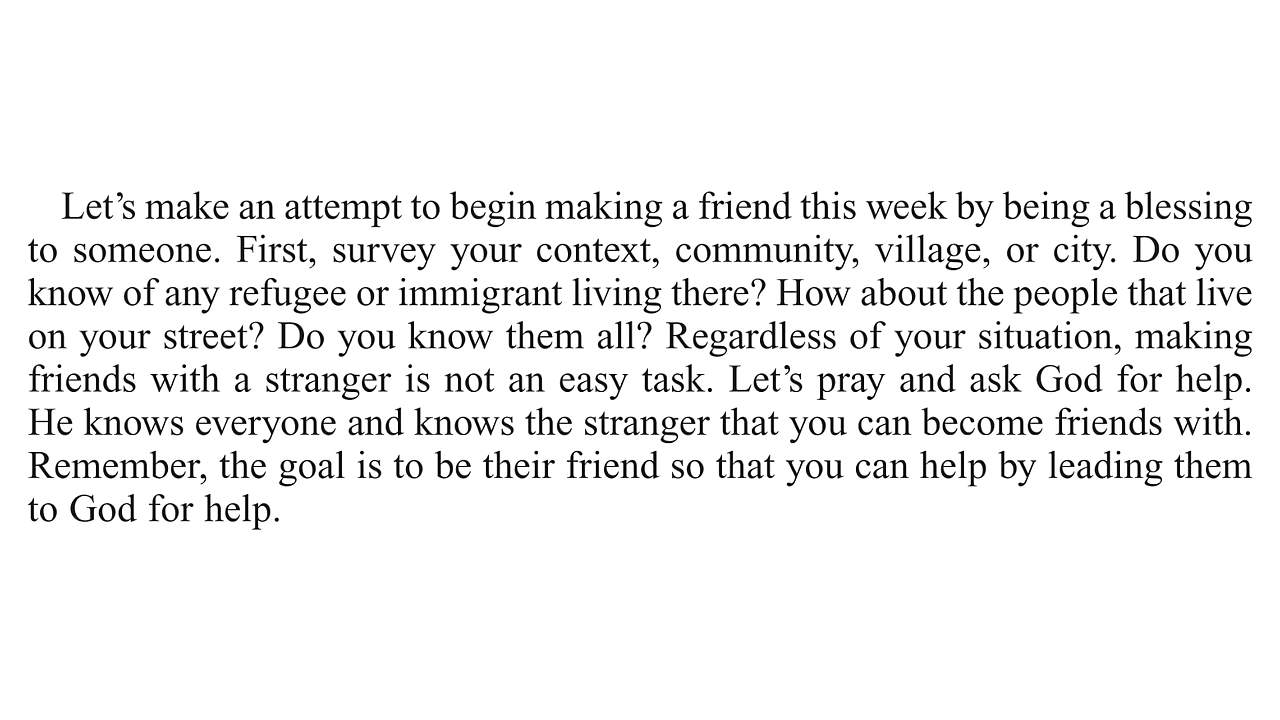 Let’s make an attempt to begin making a friend this week by being a blessing
to someone. First, survey your context, community, village, or city. Do you
know of any refugee or immigrant living there? How about the people that live
on your street? Do you know them all? Regardless of your situation, making
friends with a stranger is not an easy task. Let’s pray and ask God for help.
He knows everyone and knows the stranger that you can become friends with.
Remember, the goal is to be their friend so that you can help by leading them
to God for help.